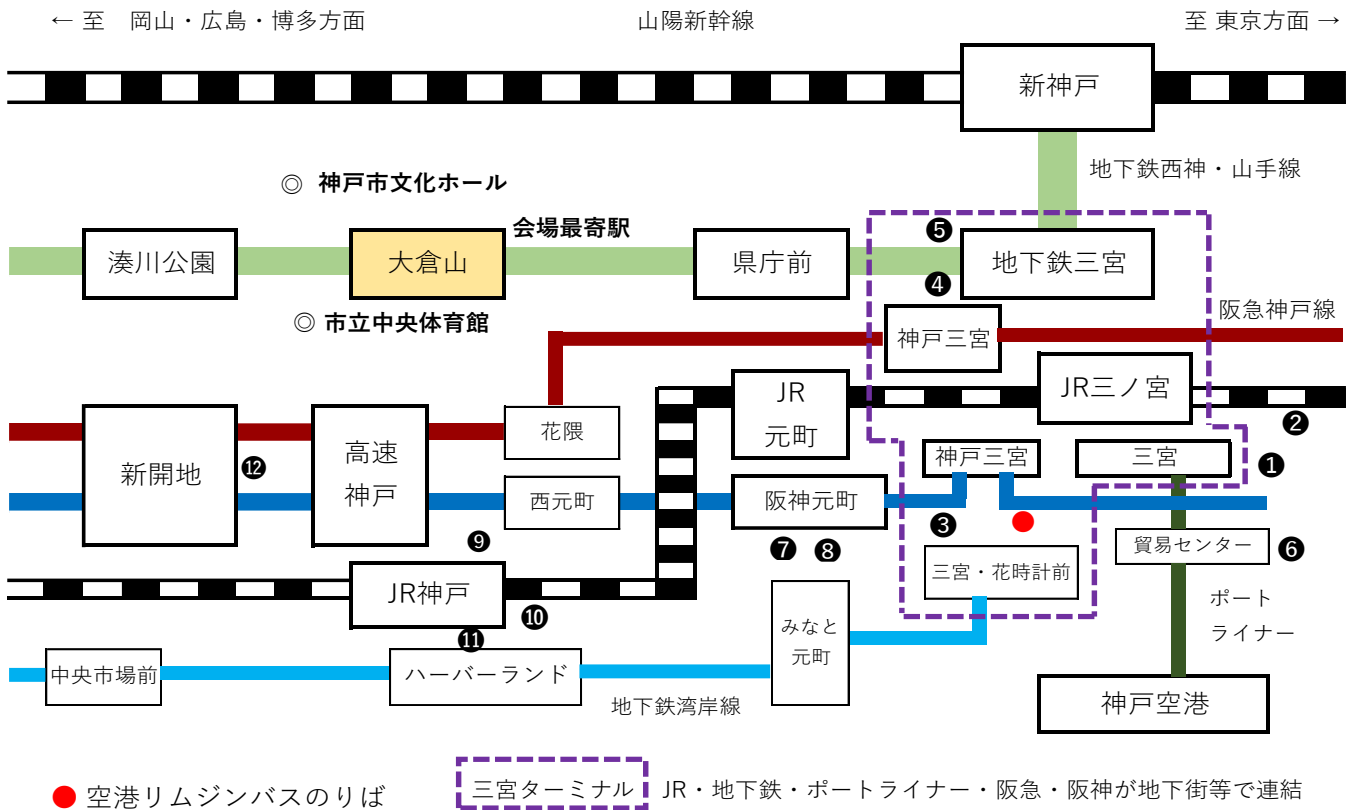 ← 至　岡山・広島・博多方面
山陽新幹線
至 東京方面 →
新神戸
地下鉄西神・山手線
◎ 神戸市文化ホール
会場最寄駅
❺
湊川公園
大倉山
県庁前
地下鉄三宮
❹
◎ 市立中央体育館
阪急神戸線
神戸三宮
JR
元町
JR三ノ宮
❷
花隈
新開地
高速
神戸
神戸三宮
三宮
❶
⓬
西元町
阪神元町
❸
❾
❼
❽
貿易センター
❻
三宮・花時計前
JR神戸
❿
ポート
ライナー
みなと
元町
⓫
中央市場前
ハーバーランド
地下鉄湾岸線
神戸空港
● 空港リムジンバスのりば
三宮ターミナル
JR・地下鉄・ポートライナー・阪急・阪神が地下街等で連結